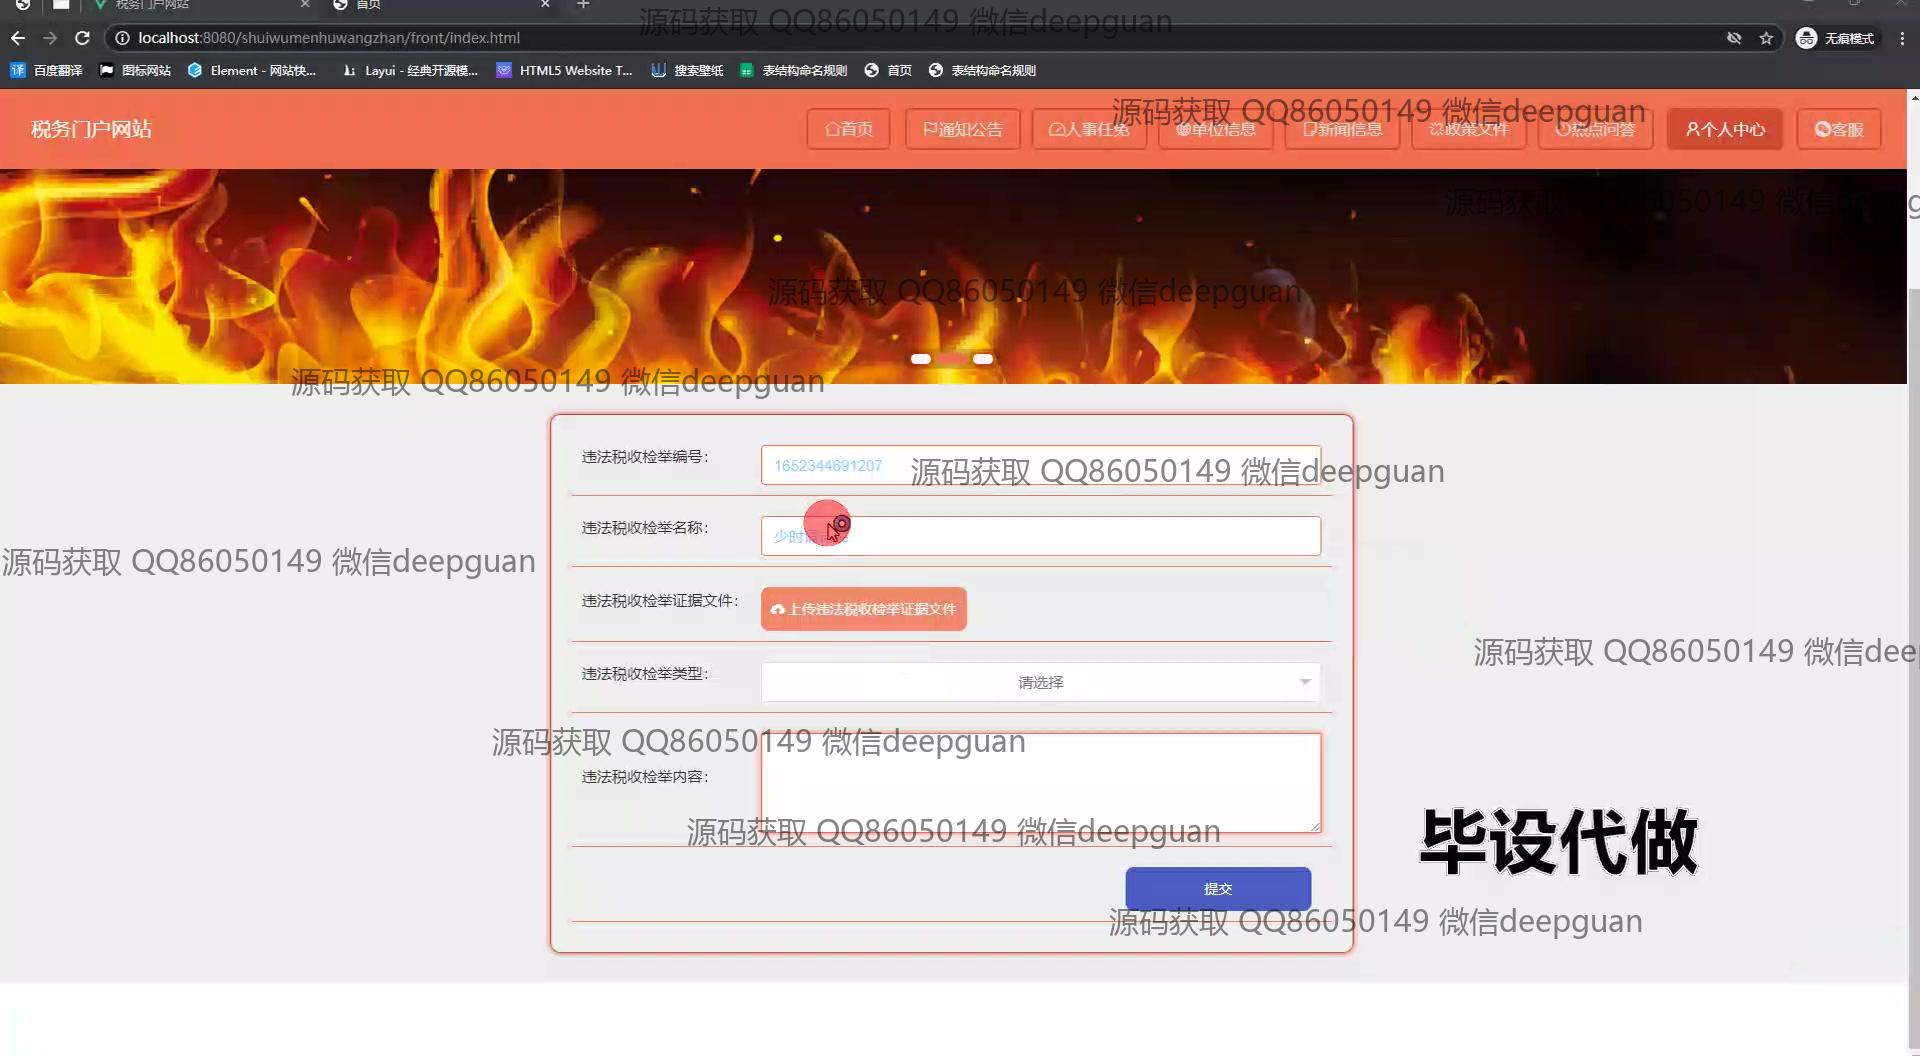 税务门户网站
首页
源码获取 QQ86050149 微信deepguan
localhost:8080/shuiwumenhuwangzhan/front/index.html
无痕模式
百度翻译
图标网站
Element - 网站快...
Layui - 经典开源模...
HTML5 Website T...
搜索壁纸
表结构命名规则
首页
表结构命名规则
税务门户网站
首页
通知公告
人事任免
单位信息
新闻信息
政策文件
热点问答
个人中心
客服
源码获取 QQ86050149 微信deepguan
源码获取 QQ86050149 微信deepg
源码获取 QQ86050149 微信deepguan
源码获取 QQ86050149 微信deepguan
违法税收检举编号：
1652344691207
源码获取 QQ86050149 微信deepguan
违法税收检举名称：
少时
源码获取 QQ86050149 微信deepguan
违法税收检举证据文件：
上传违法税收检举证据文件
源码获取 QQ86050149 微信deep
违法税收检举类型：
请选择
源码获取 QQ86050149 微信deepguan
违法税收检举内容：
源码获取 QQ86050149 微信deepguan
毕设代做
提交
源码获取 QQ86050149 微信deepguan